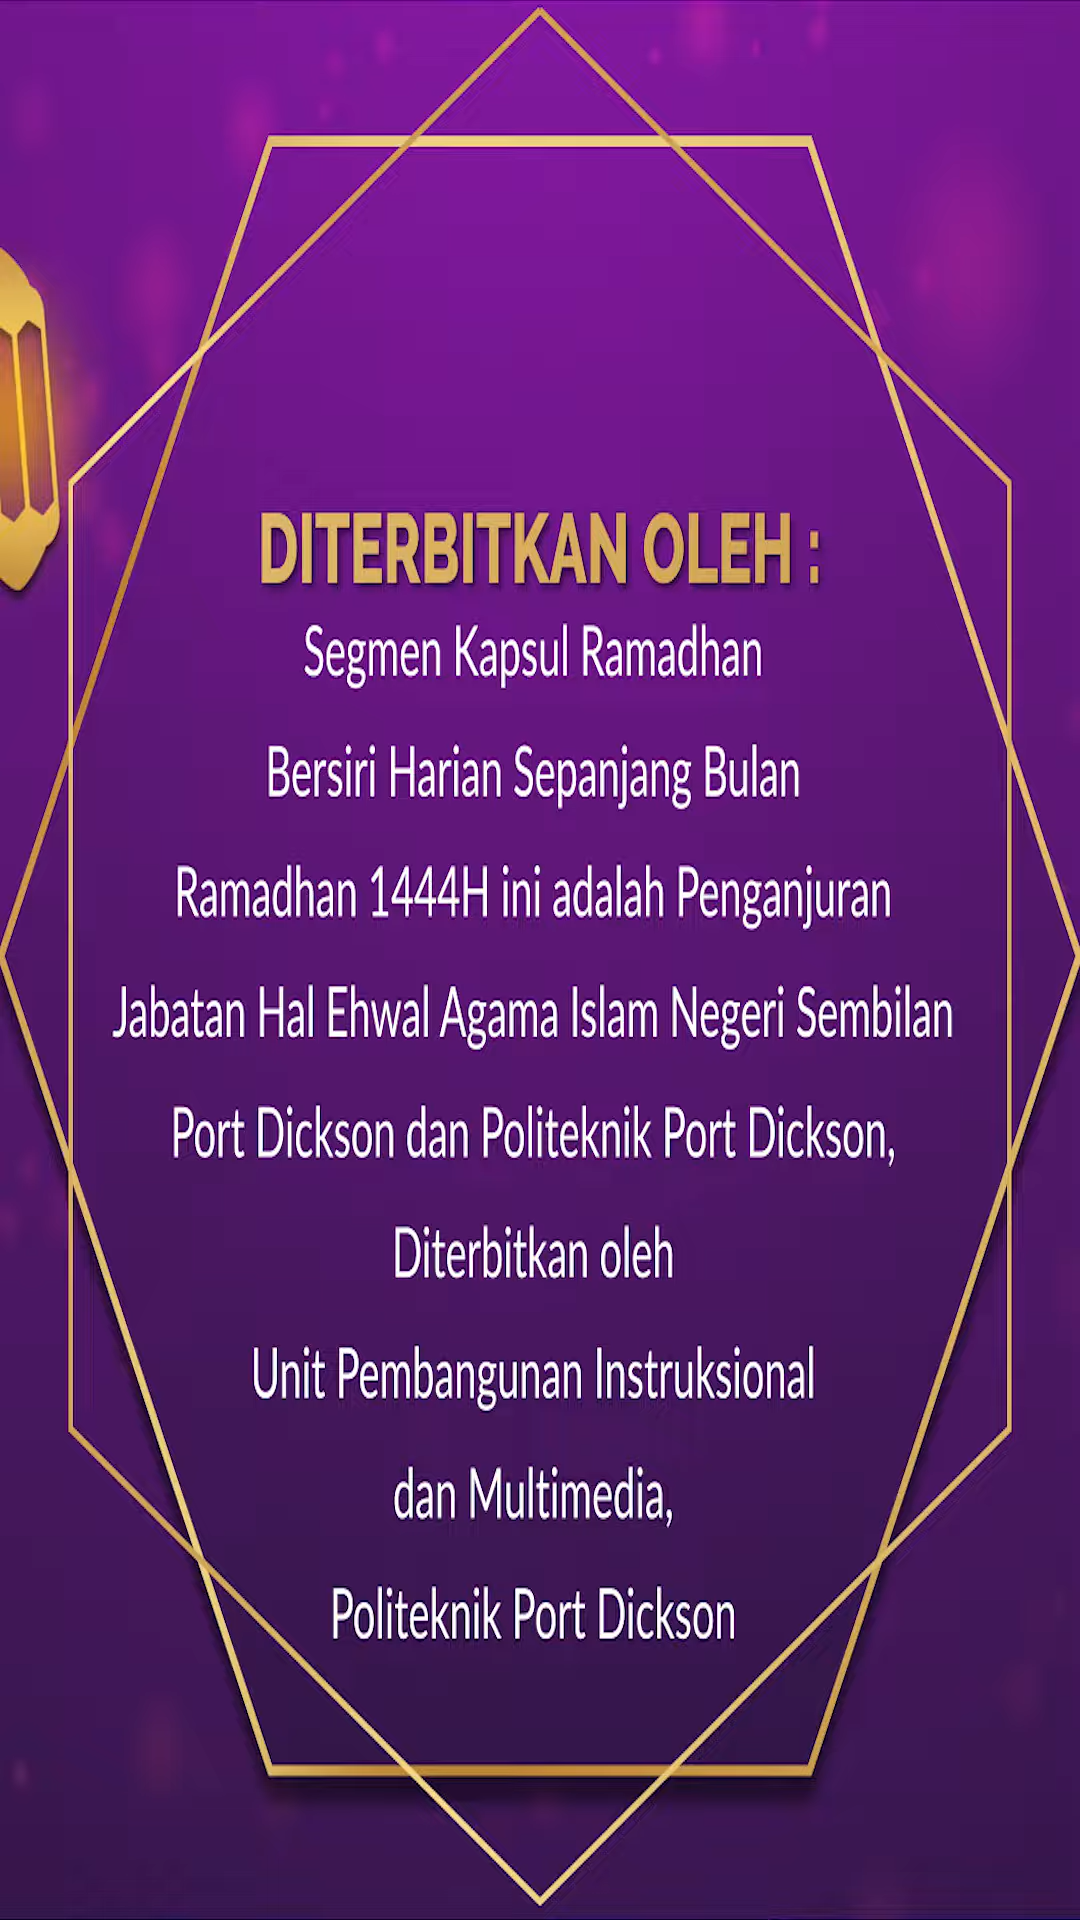 DITERBITKAN OLEH :
Segmen Kapsul Ramadhan
Bersiri Harian Sepanjang Bulan
Ramadhan 1444H ini adalah Penganjuran
Jabatan Hal Ehwal Agama Islam Negeri Sembilan
Port Dickson dan Politeknik Port Dickson,
Diterbitkan oleh
Unit Pembangunan Instruksional
dan Multimedia,
Politeknik Port Dickson